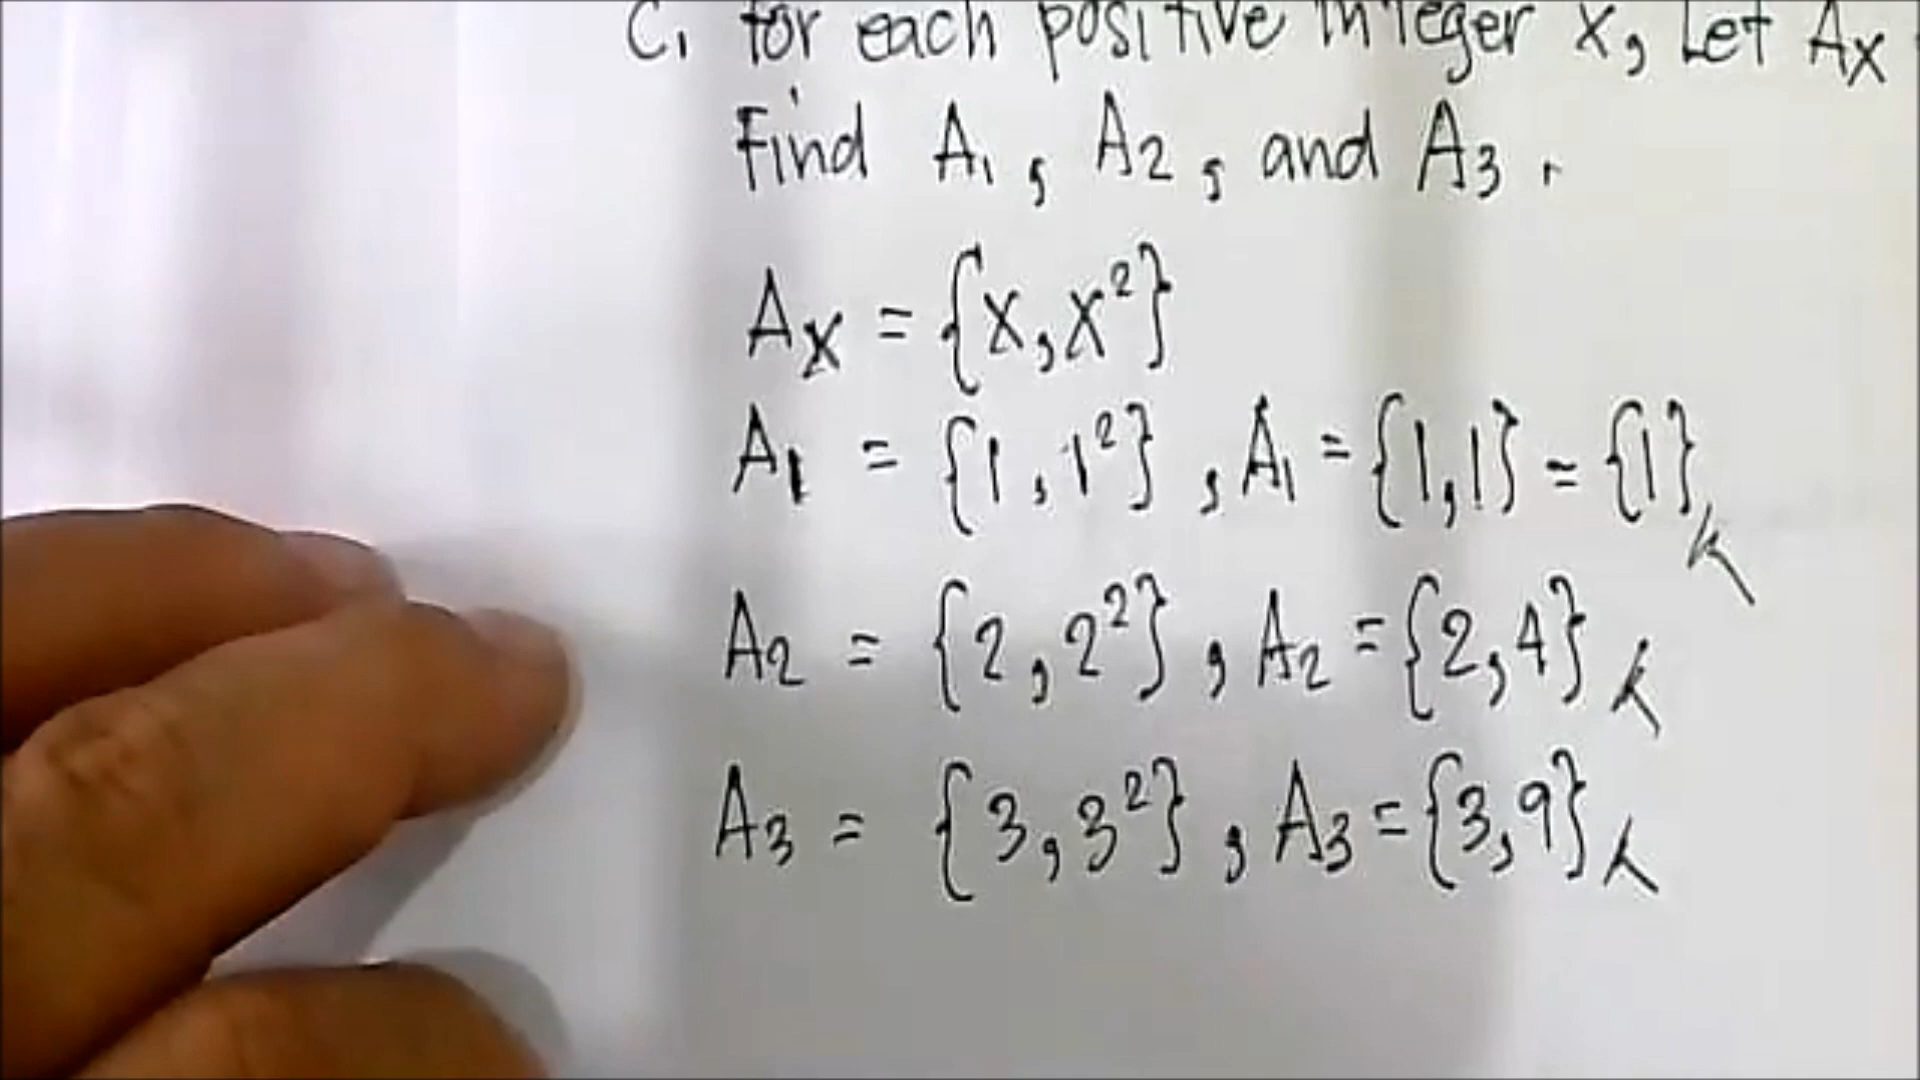 C. for each positive integer x, Let Ax
Find A1, A2, and A3.
Ax = {x, x²}
A1 = {1, 1²}, A1 = {1,1} = {1}
A2 = {2, 2²}, A2 = {2,4}
A3 = {3, 3²}, A3 = {3,9}